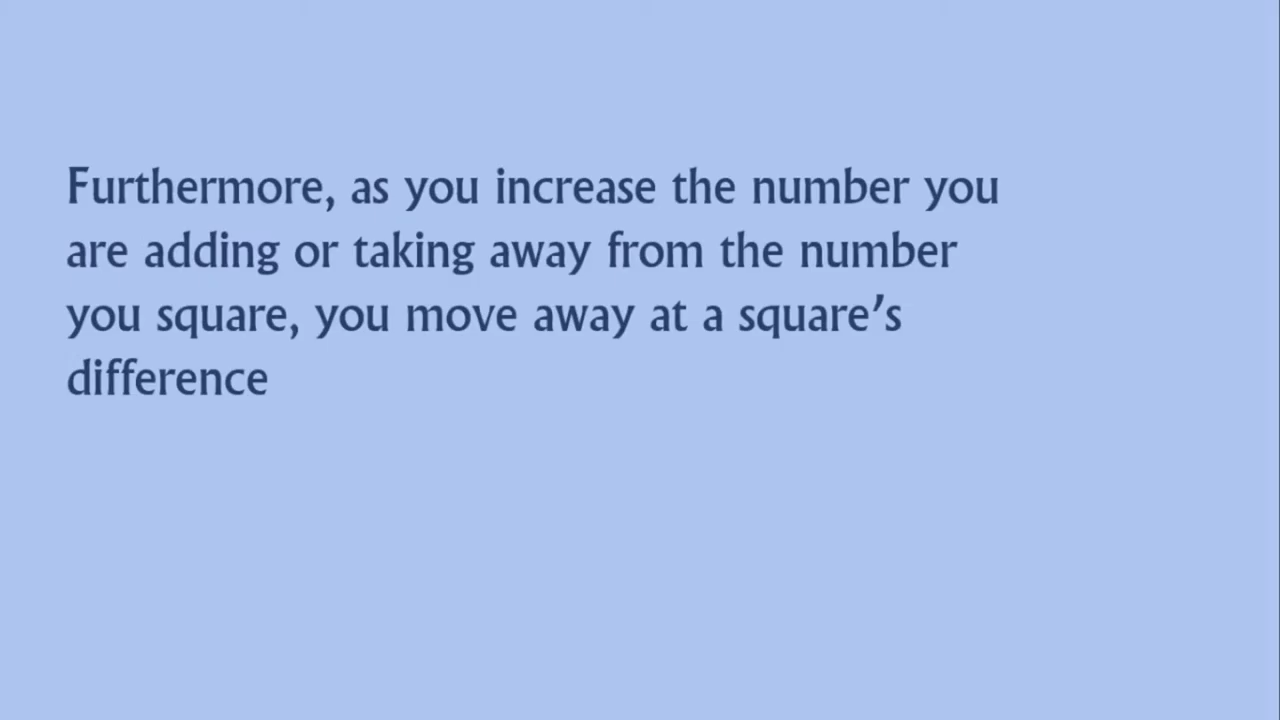 Furthermore, as you increase the number you
are adding or taking away from the number
you square, you move away at a square’s
difference